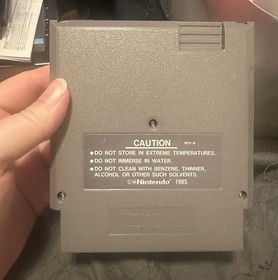 CAUTION REV-A
•DO NOT STORE IN EXTREME TEMPERATURES.
•DO NOT IMMERSE IN WATER.
•DO NOT CLEAN WITH BENZENE, THINNER,
ALCOHOL OR OTHER SUCH SOLVENTS.
©®Nintendo® 1985